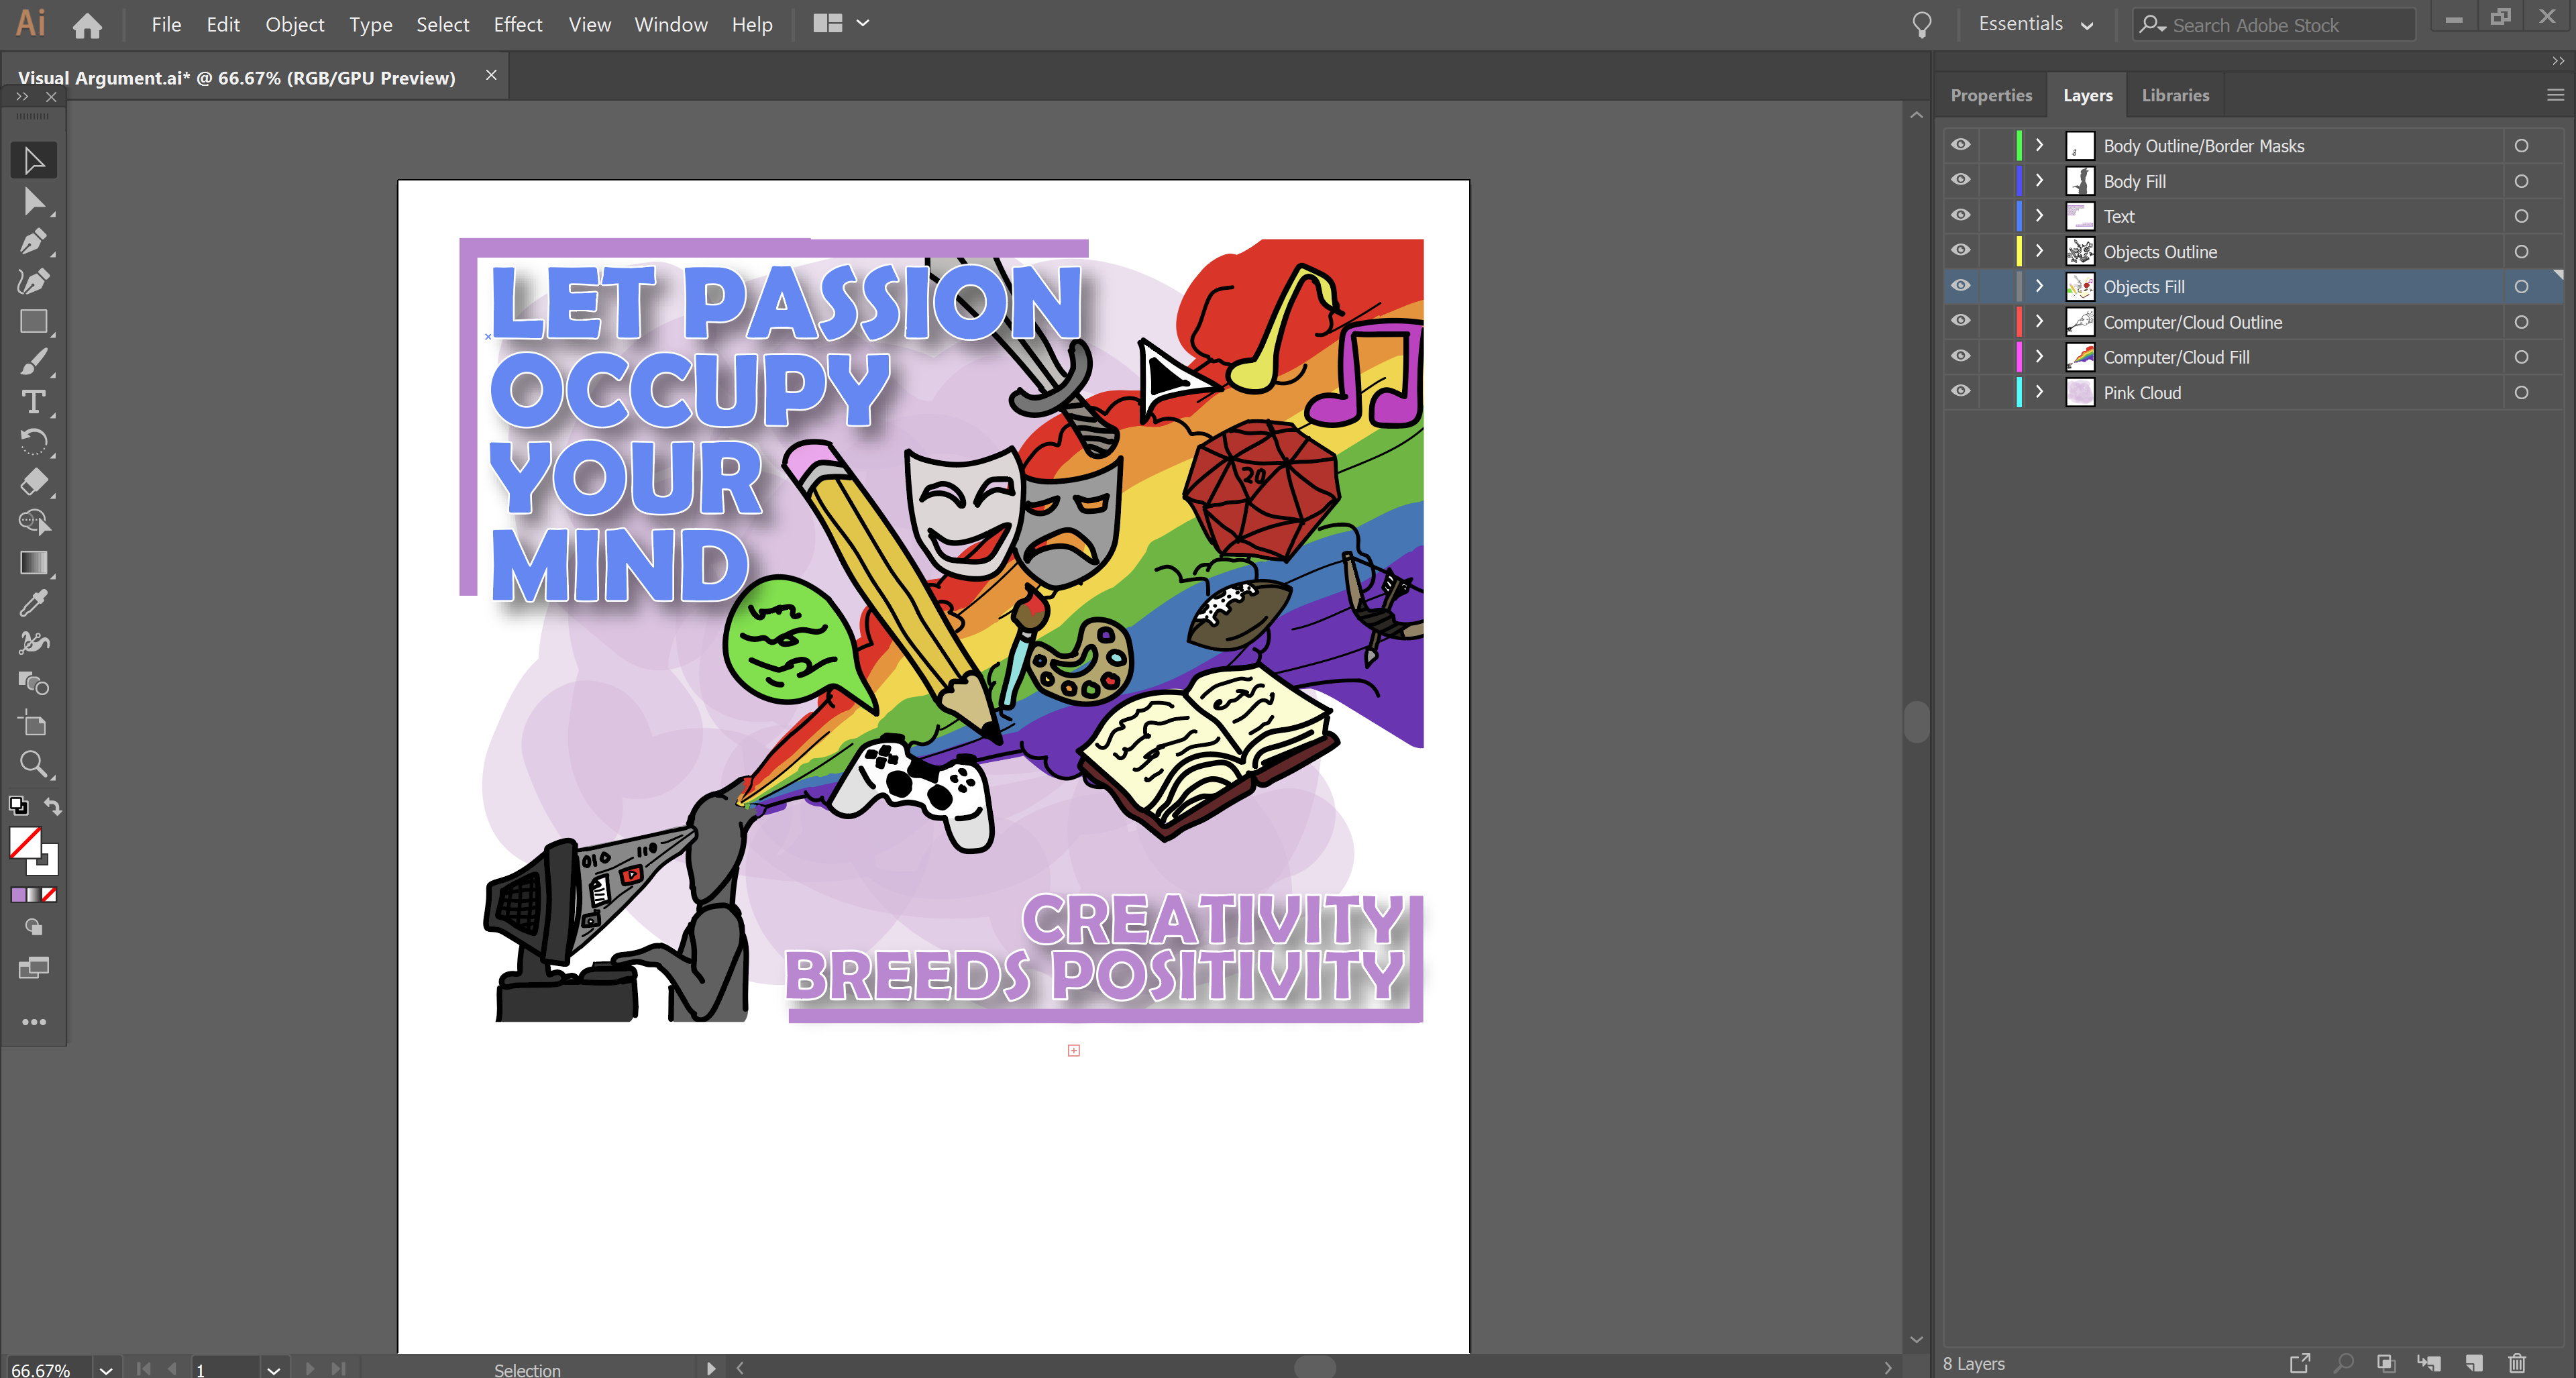 Ai File Edit Object Type Select Effect View Window Help Essentials Search Adobe Stock
Visual Argument.ai* @ 66.67% (RGB/GPU Preview)
Properties Layers Libraries
Body Outline/Border Masks
Body Fill
Text
Objects Outline
Objects Fill
Computer/Cloud Outline
Computer/Cloud Fill
Pink Cloud
LET PASSION
OCCUPY
YOUR
MIND
20
010 110
CREATIVITY
BREEDS POSITIVITY
66.67% 1 Selection
8 Layers